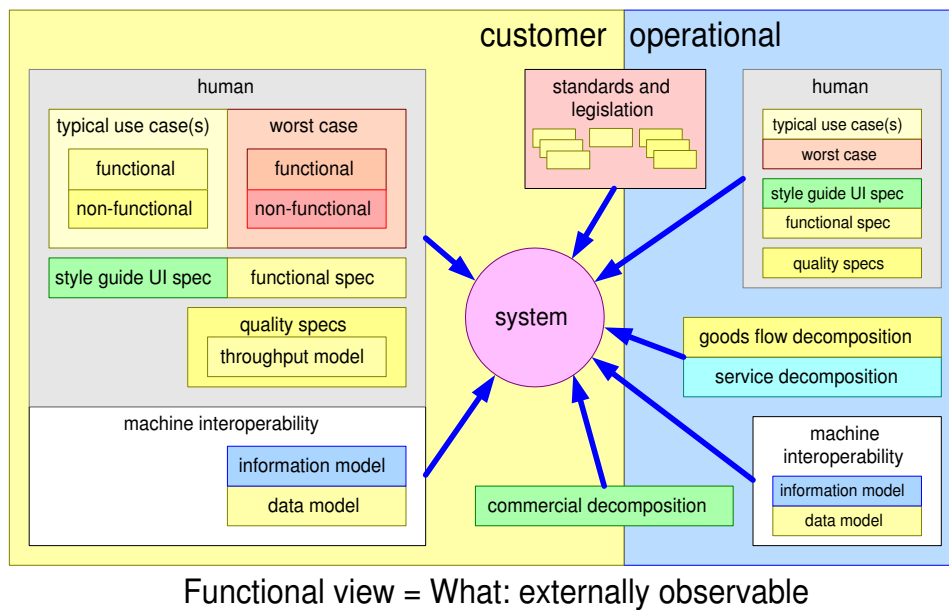 customer
operational
human
typical use case(s)
worst case
functional
functional
non-functional
non-functional
style guide UI spec
functional spec
quality specs
throughput model
machine interoperability
information model
data model
standards and
legislation
system
commercial decomposition
human
typical use case(s)
worst case
style guide UI spec
functional spec
quality specs
goods flow decomposition
service decomposition
machine
interoperability
information model
data model
Functional view = What: externally observable